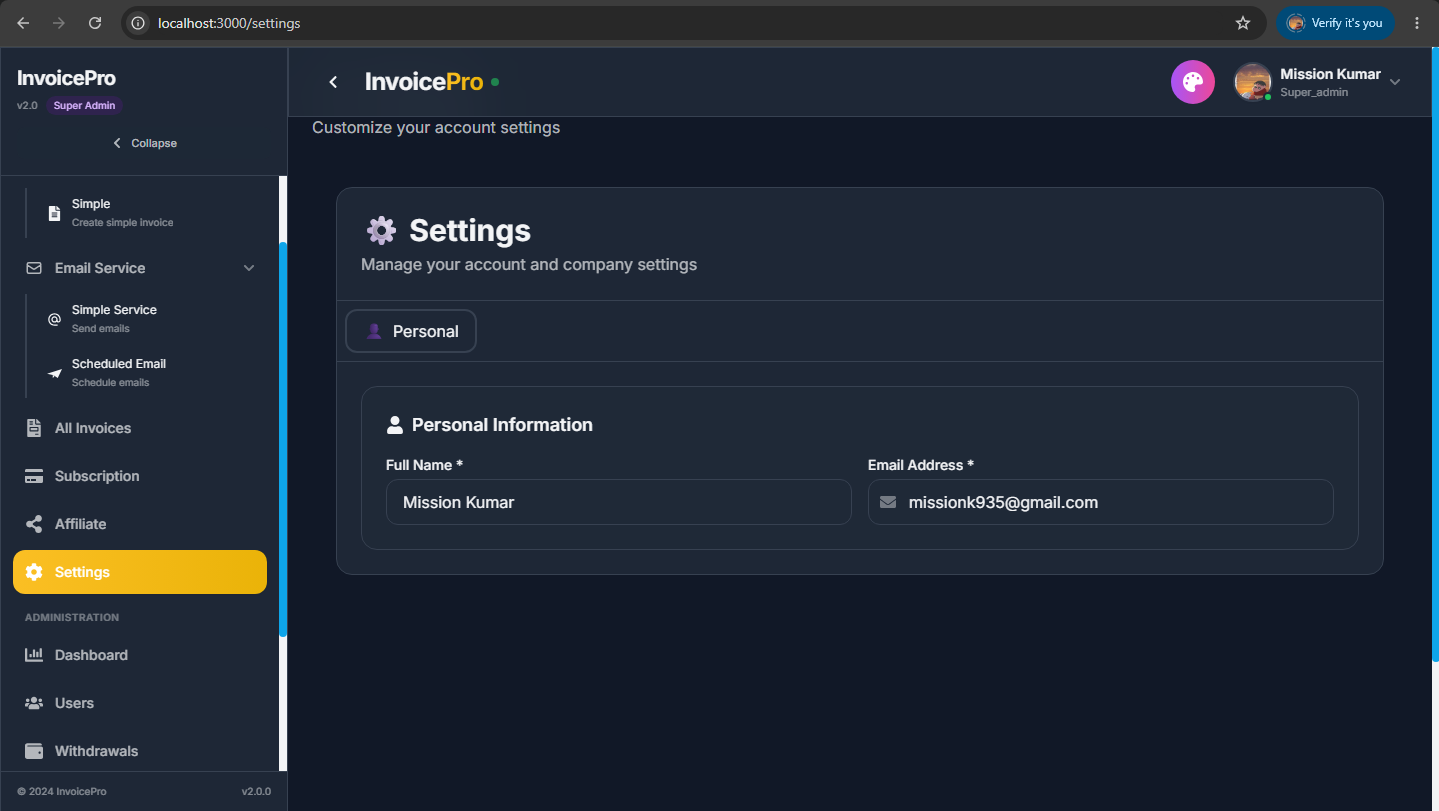 localhost:3000/settings
Verify it's you
InvoicePro
v2.0 Super Admin
Collapse
Simple
Create simple invoice
Email Service
Simple Service
Send emails
Scheduled Email
Schedule emails
All Invoices
Subscription
Affiliate
Settings
ADMINISTRATION
Dashboard
Users
Withdrawals
© 2024 InvoicePro v2.0.0
InvoicePro
Mission Kumar
Super_admin
Customize your account settings
Settings
Manage your account and company settings
Personal
Personal Information
Full Name * Email Address *
Mission Kumar missionk935@gmail.com